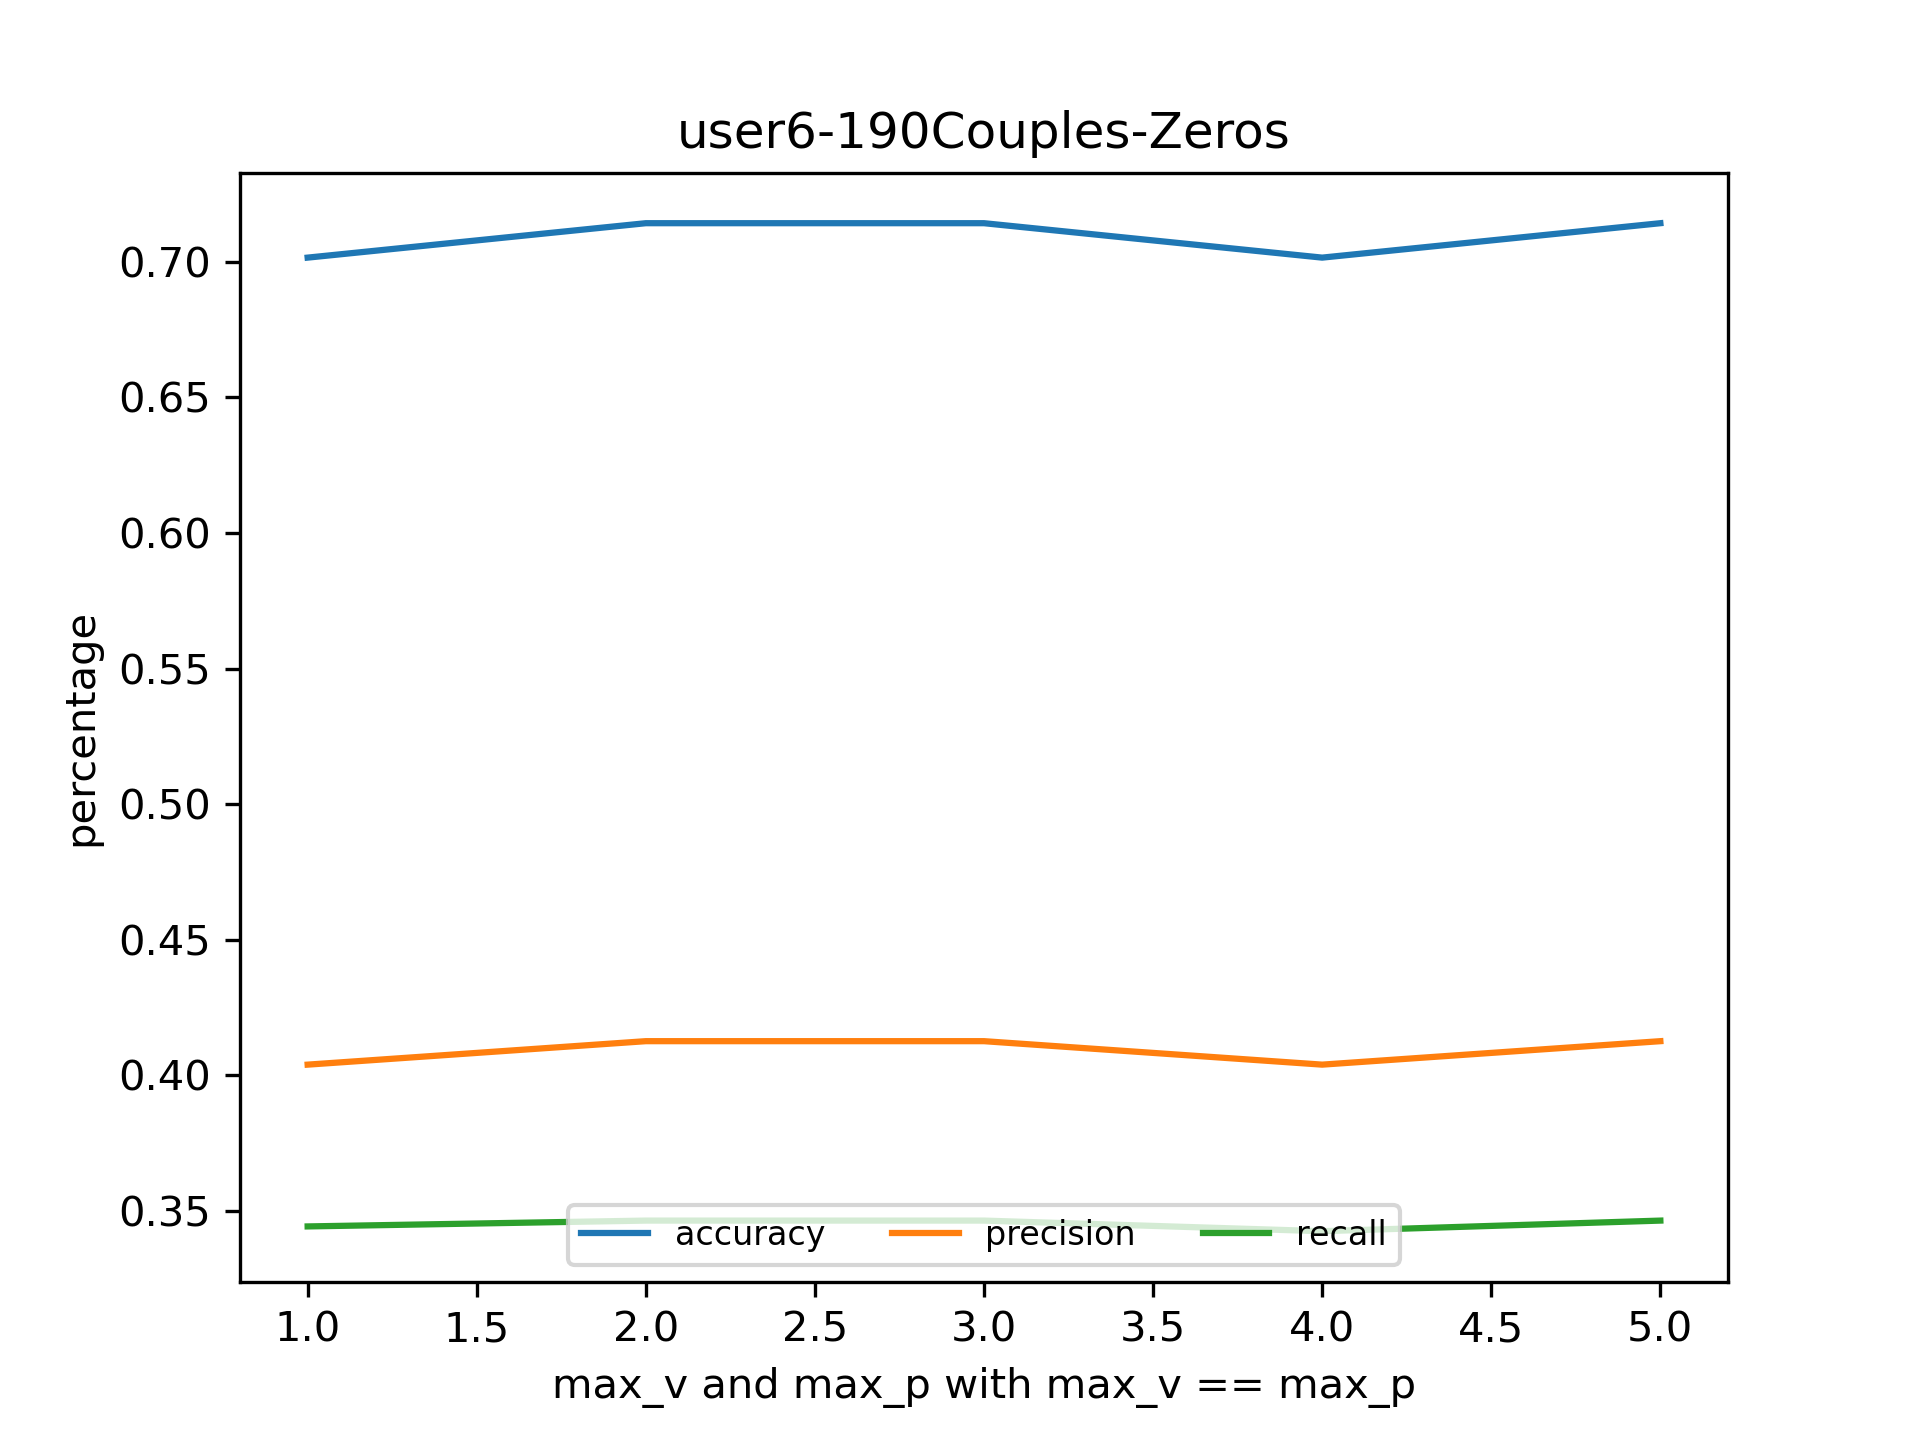 user6-190Couples-Zeros
percentage
0.70
0.65
0.60
0.55
0.50
0.45
0.40
0.35
accuracy precision recall
1.0 1.5 2.0 2.5 3.0 3.5 4.0 4.5 5.0
max_v and max_p with max_v == max_p